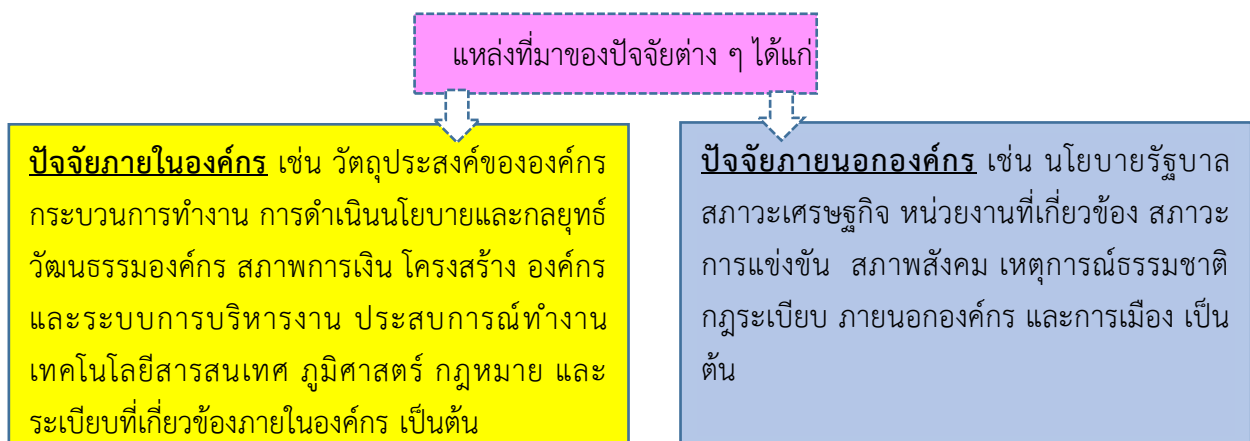 แหล่งที่มาของปัจจัยต่าง ๆ ได้แก่
ปัจจัยภายในองค์กร เช่น วัตถุประสงค์ขององค์กร
กระบวนการทำงาน การดำเนินนโยบายและกลยุทธ์
วัฒนธรรมองค์กร สภาพการเงิน โครงสร้าง องค์กร
และระบบการบริหารงาน ประสบการณ์ทำงาน
เทคโนโลยีสารสนเทศ ภูมิศาสตร์ กฎหมาย และ
ระเบียบที่เกี่ยวข้องภายในองค์กร เป็นต้น
ปัจจัยภายนอกองค์กร เช่น นโยบายรัฐบาล
สภาวะเศรษฐกิจ หน่วยงานที่เกี่ยวข้อง สภาวะ
การแข่งขัน สภาพสังคม เหตุการณ์ธรรมชาติ
กฎระเบียบ ภายนอกองค์กร และการเมือง เป็น
ต้น